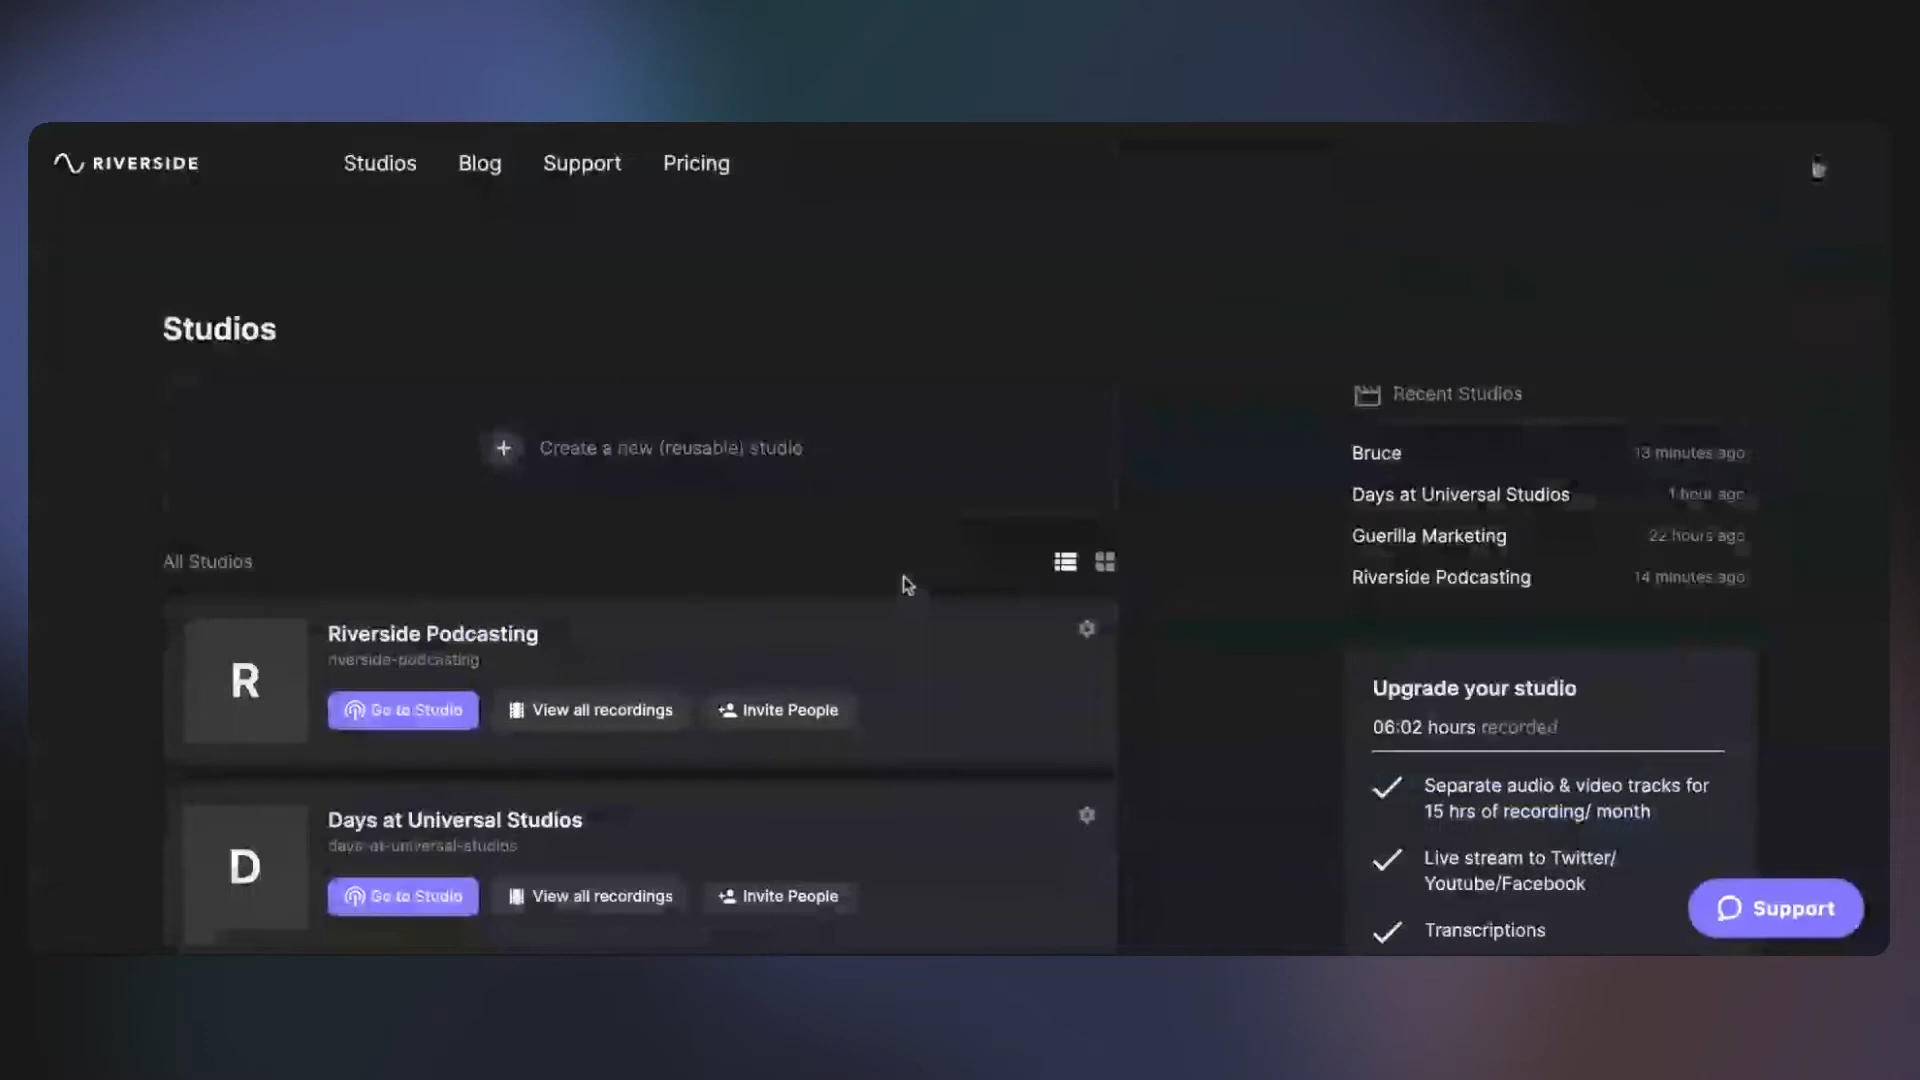 RIVERSIDE
Studios
Blog
Support
Pricing
Studios
+ Create a new (reusable) studio
All Studios
R
Riverside Podcasting
riverside-podcasting
Go to Studio
View all recordings
Invite People
D
Days at Universal Studios
days-at-universal-studios
Go to Studio
View all recordings
Invite People
Recent Studios
Bruce 13 minutes ago
Days at Universal Studios 1 hour ago
Guerilla Marketing 22 hours ago
Riverside Podcasting 14 minutes ago
Upgrade your studio
06:02 hours recorded
Separate audio & video tracks for
15 hrs of recording/ month
Live stream to Twitter/
Youtube/Facebook
Transcriptions
Support